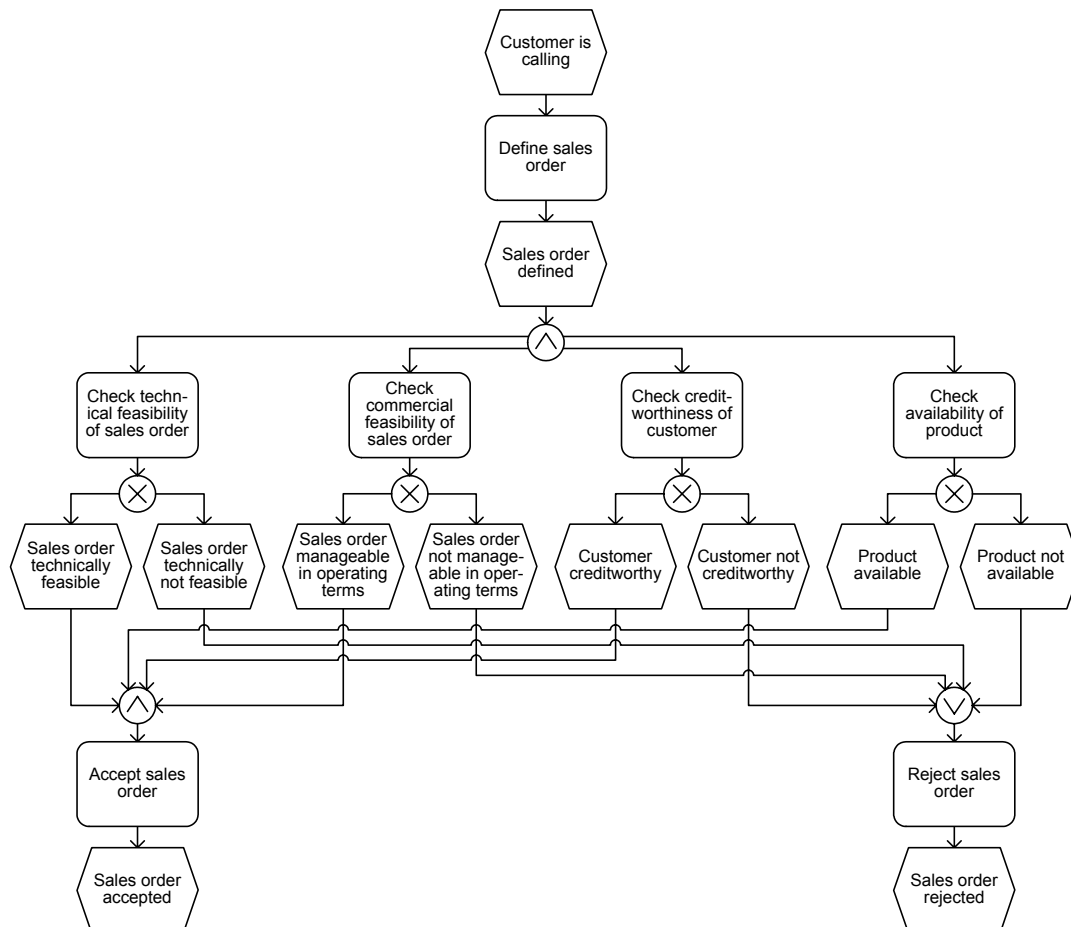 Customer is
calling
Define sales
order
Sales order
defined
Check tech-
nical feasibility
of sales order
Check
commercial
feasibility of
sales order
Check credit-
worthiness of
customer
Check
availability of
product
Sales order
technically
feasible
Sales order
technically
not feasible
Sales order
manageable
in operating
terms
Sales order
not manage-
able in oper-
ating terms
Customer
creditworthy
Customer not
creditworthy
Product
available
Product not
available
Accept sales
order
Reject sales
order
Sales order
accepted
Sales order
rejected